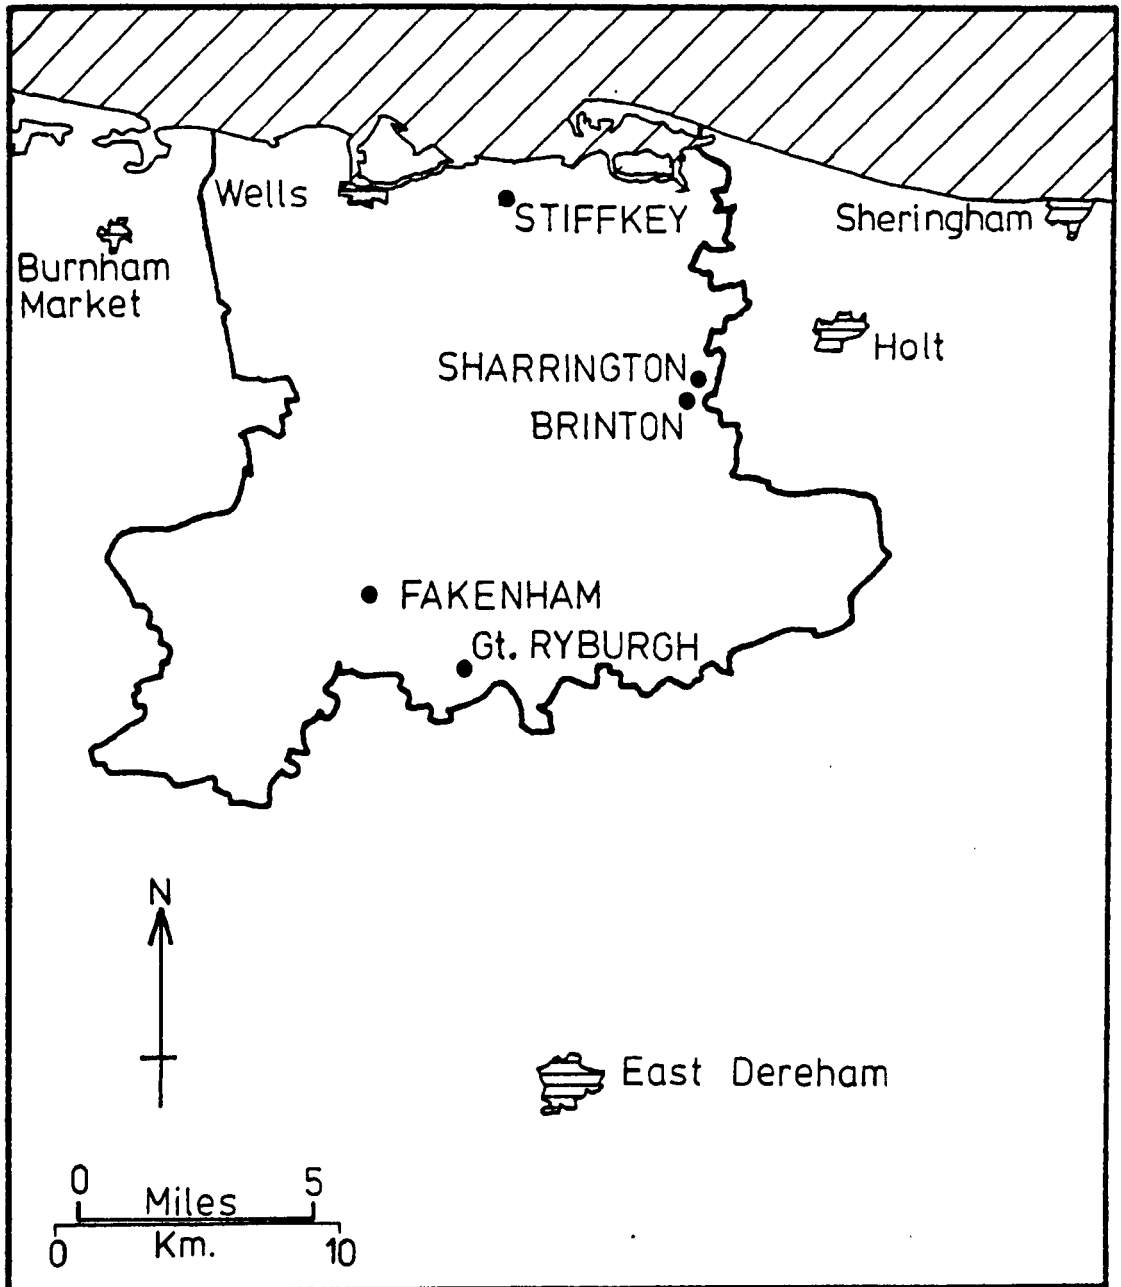 Wells
STIFFKEY
Sheringham
Burnham
Market
Holt
SHARRINGTON
BRINTON
FAKENHAM
Gt. RYBURGH
N
East Dereham
0 5
Miles
Km.
0 10